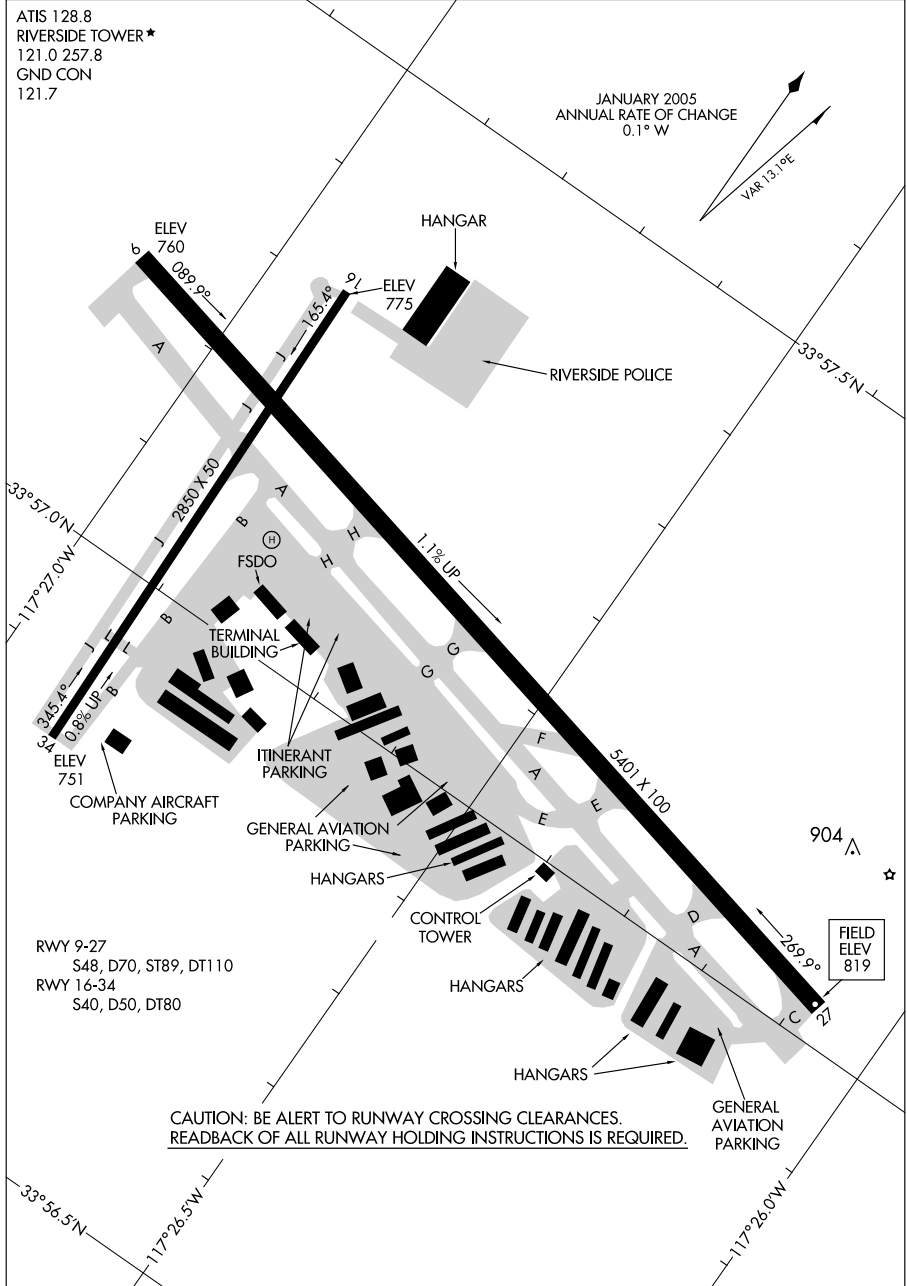 ATIS 128.8
RIVERSIDE TOWER ★
121.0 257.8
GND CON
121.7
JANUARY 2005
ANNUAL RATE OF CHANGE
0.1° W
VAR 13.1°E
HANGAR
9
ELEV
760
089.9°
16
ELEV
775
165.4°
J
A
RIVERSIDE POLICE
33°57.5'N
J
2850 X 50
33°57.0'N
117°27.0'W
A
B
H
H
H
FSDO
J
1.1% UP
B
TERMINAL
BUILDING
J
L
L
B
G
G
345.4°
0.8% UP
34
ELEV
751
COMPANY AIRCRAFT
PARKING
ITINERANT
PARKING
F
A
E
E
5401 X 100
GENERAL AVIATION
PARKING
HANGARS
904
CONTROL
TOWER
D
A
269.9°
FIELD
ELEV
819
C
27
RWY 9-27
S48, D70, ST89, DT110
RWY 16-34
S40, D50, DT80
HANGARS
HANGARS
GENERAL
AVIATION
PARKING
CAUTION: BE ALERT TO RUNWAY CROSSING CLEARANCES.
READBACK OF ALL RUNWAY HOLDING INSTRUCTIONS IS REQUIRED.
33°56.5'N
117°26.5'W
117°26.0'W